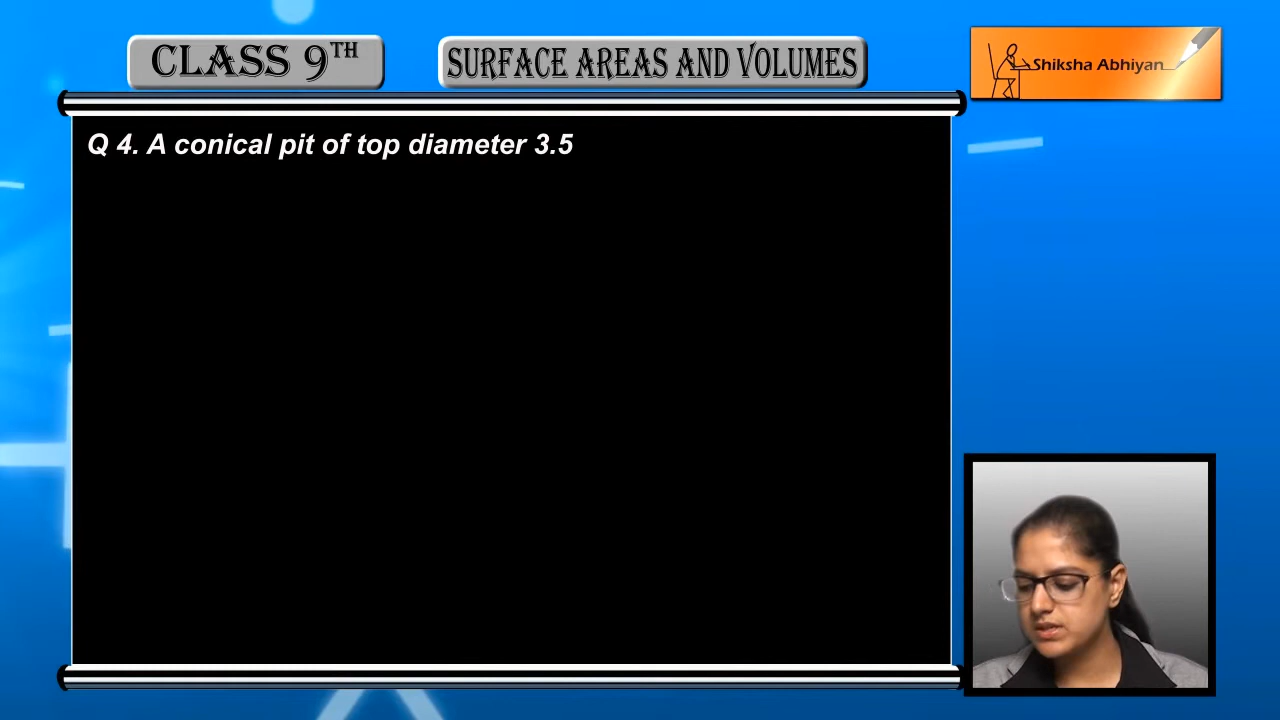 CLASS 9TH
SURFACE AREAS AND VOLUMES
Shiksha Abhiyan
Q 4. A conical pit of top diameter 3.5